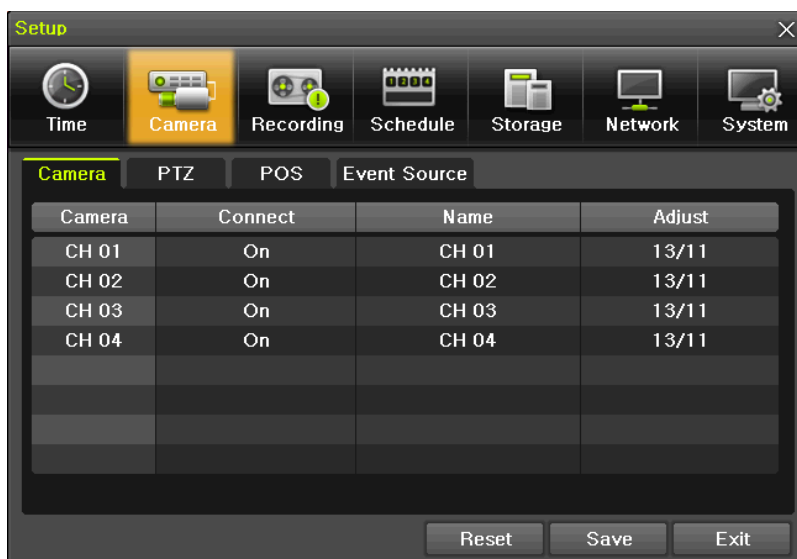 Setup
Time Camera Recording Schedule Storage Network System
Camera PTZ POS Event Source
Camera Connect Name Adjust
CH 01 On CH 01 13/11
CH 02 On CH 02 13/11
CH 03 On CH 03 13/11
CH 04 On CH 04 13/11
Reset Save Exit